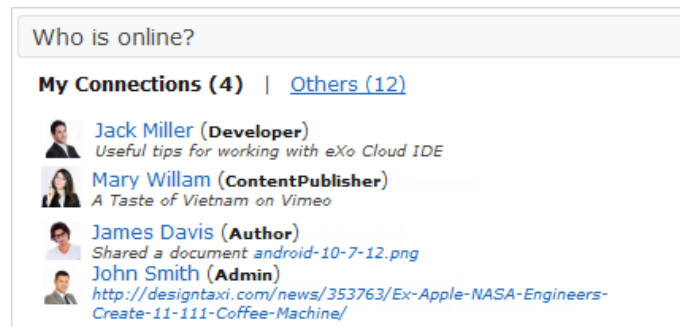 Who is online?
My Connections (4) | Others (12)
Jack Miller (Developer)
Useful tips for working with eXo Cloud IDE
Mary Willam (ContentPublisher)
A Taste of Vietnam on Vimeo
James Davis (Author)
Shared a document android-10-7-12.png
John Smith (Admin)
http://designtaxi.com/news/353763/Ex-Apple-NASA-Engineers-
Create-11-111-Coffee-Machine/